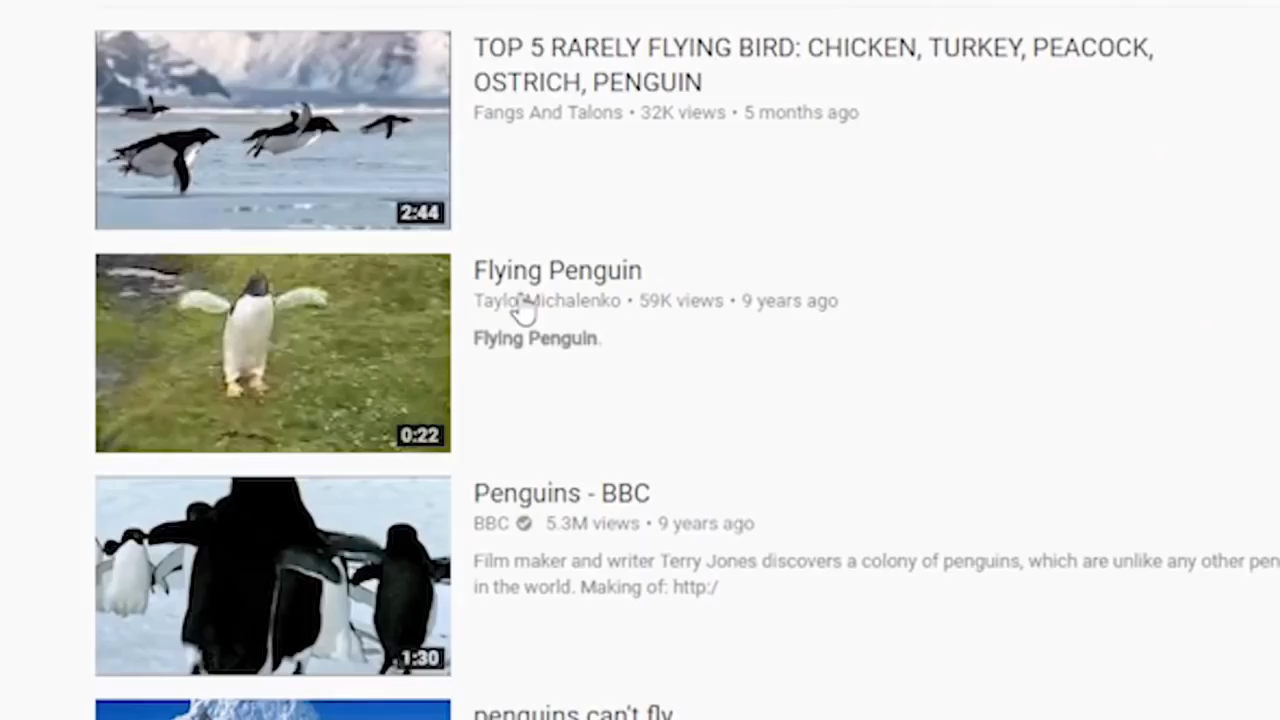 TOP 5 RARELY FLYING BIRD: CHICKEN, TURKEY, PEACOCK,
OSTRICH, PENGUIN
Fangs And Talons • 32K views • 5 months ago
2:44
Flying Penguin
Taylo Michalenko • 59K views • 9 years ago
Flying Penguin.
0:22
Penguins - BBC
BBC 5.3M views • 9 years ago
Film maker and writer Terry Jones discovers a colony of penguins, which are unlike any other pen
in the world. Making of: http:/
1:30
penguins can't fly